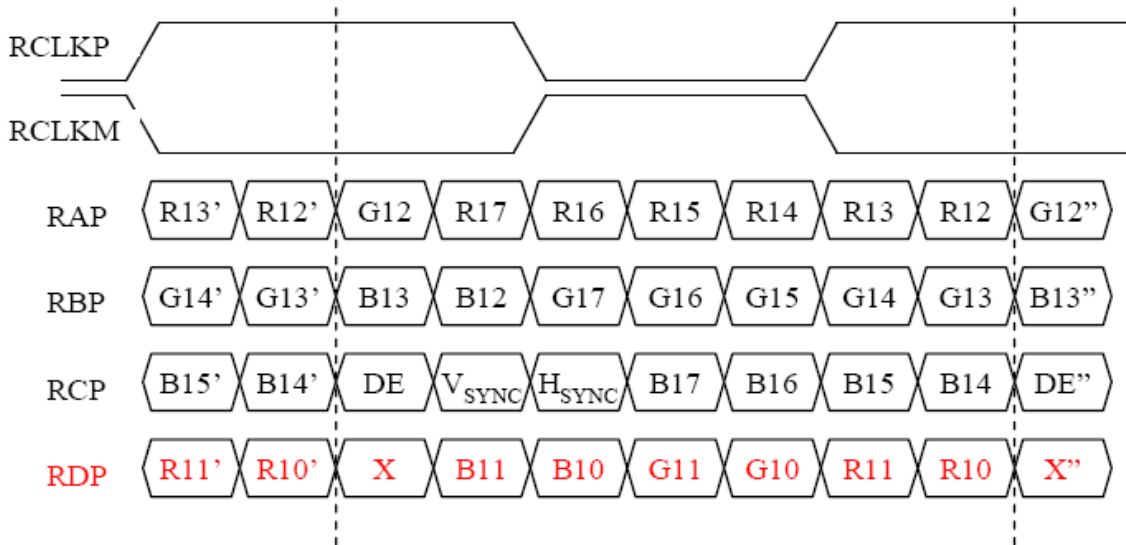 RCLKP
RCLKM
RAP R13’ R12’ G12 R17 R16 R15 R14 R13 R12 G12”
RBP G14’ G13’ B13 B12 G17 G16 G15 G14 G13 B13”
RCP B15’ B14’ DE VSYNC HSYNC B17 B16 B15 B14 DE”
RDP R11’ R10’ X B11 B10 G11 G10 R11 R10 X”